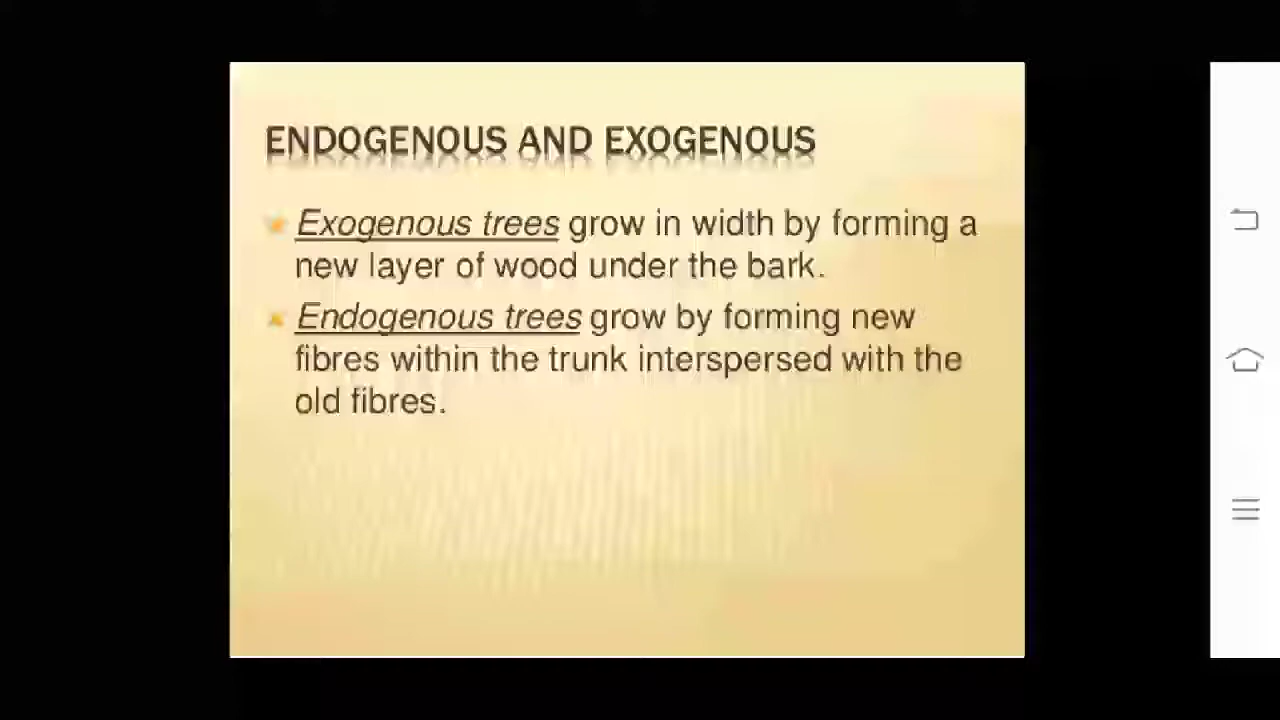 ENDOGENOUS AND EXOGENOUS
Exogenous trees grow in width by forming a
new layer of wood under the bark.
Endogenous trees grow by forming new
fibres within the trunk interspersed with the
old fibres.